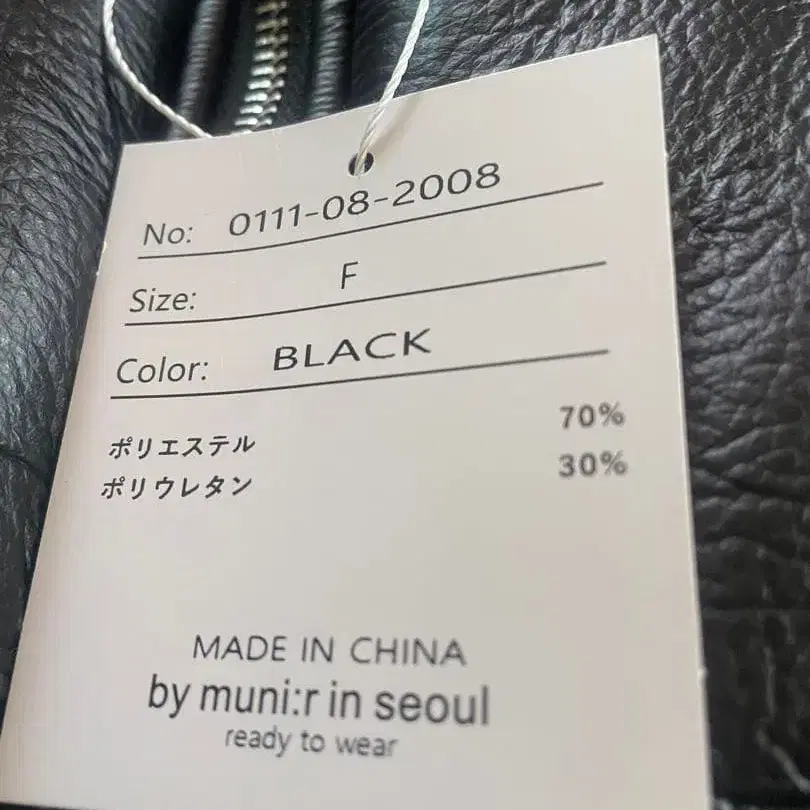 No: 0111-08-2008
Size: F
Color: BLACK
ポリエステル 70%
ポリウレタン 30%
MADE IN CHINA
by muni:r in seoul
ready to wear